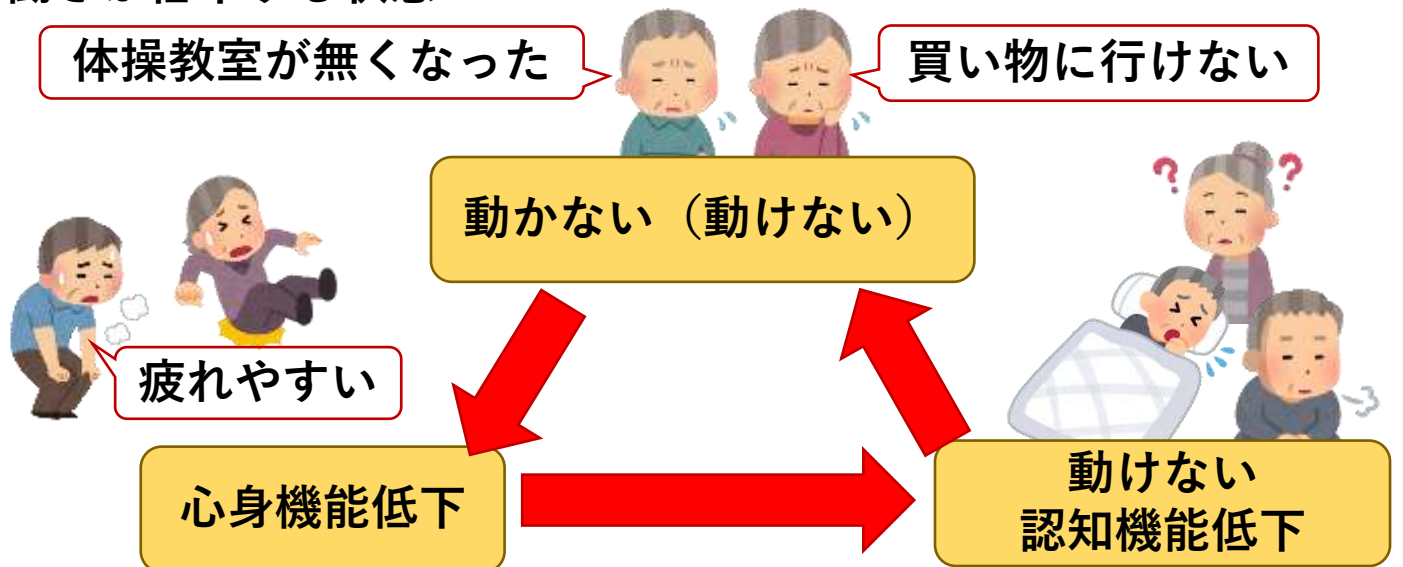 体操教室が無くなった
買い物に行けない
動かない（動けない）
疲れやすい
心身機能低下
動けない
認知機能低下